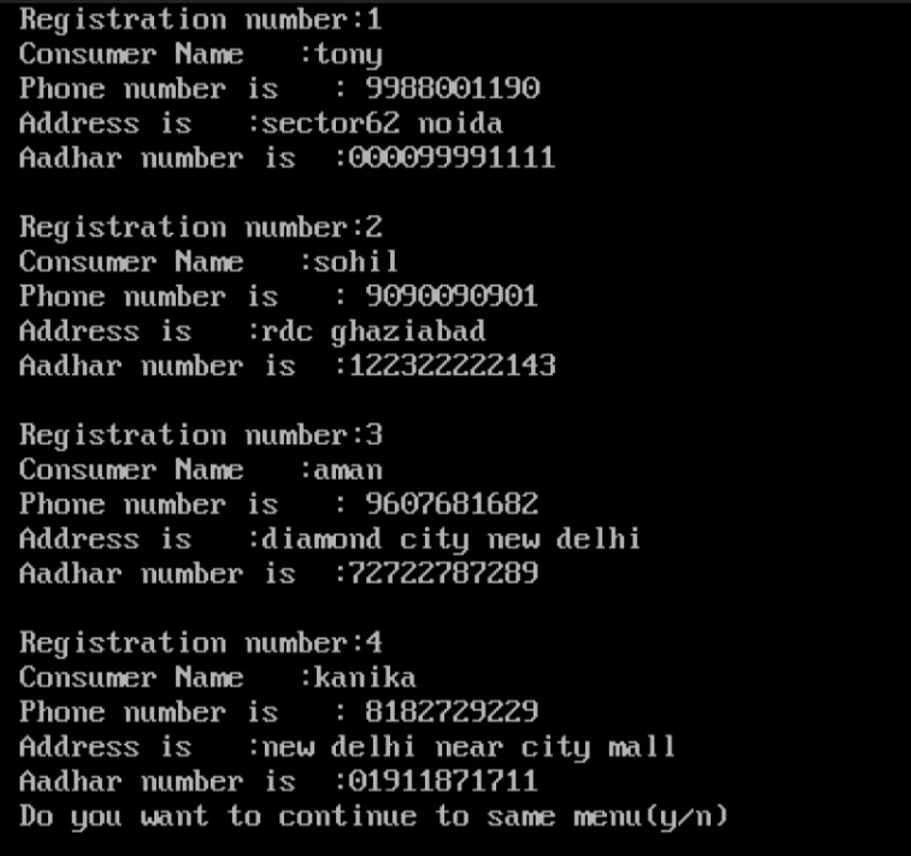 Registration number:1
Consumer Name   :tony
Phone number is   : 9988001190
Address is   :sector62 noida
Aadhar number is  :000099991111
Registration number:2
Consumer Name   :sohil
Phone number is   : 9090090901
Address is   :rdc ghaziabad
Aadhar number is  :122322222143
Registration number:3
Consumer Name   :aman
Phone number is   : 9607681682
Address is   :diamond city new delhi
Aadhar number is  :72722787289
Registration number:4
Consumer Name   :kanika
Phone number is   : 8182729229
Address is   :new delhi near city mall
Aadhar number is  :01911871711
Do you want to continue to same menu(y/n)